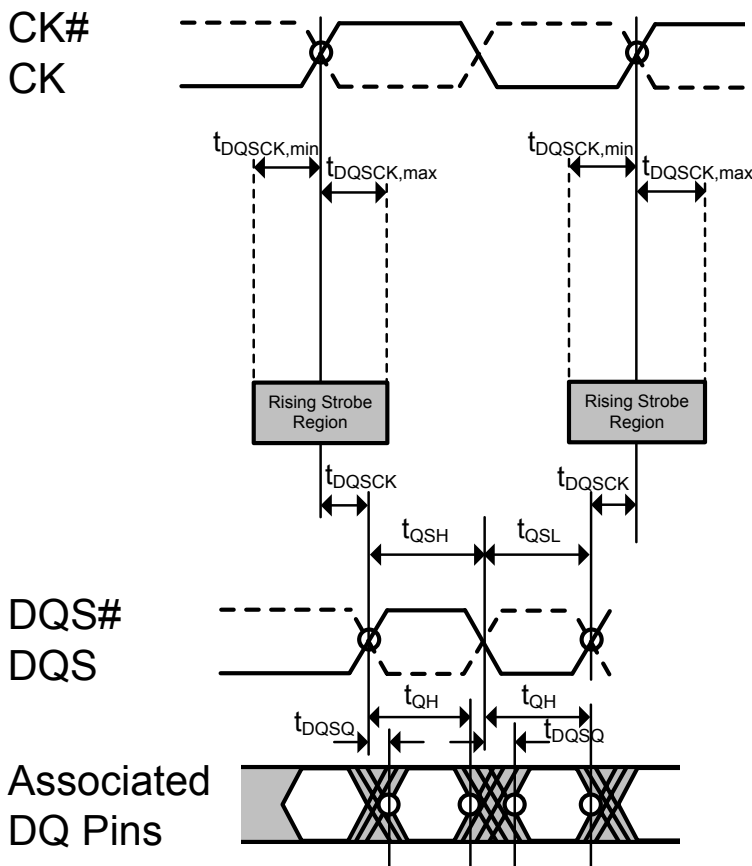 CK#
CK
tDQSCK,min
tDQSCK,max
tDQSCK,min
tDQSCK,max
Rising Strobe
Region
Rising Strobe
Region
tDQSCK
tDQSCK
tQSH
tQSL
DQS#
DQS
tQH
tQH
tDQSQ
tDQSQ
Associated
DQ Pins